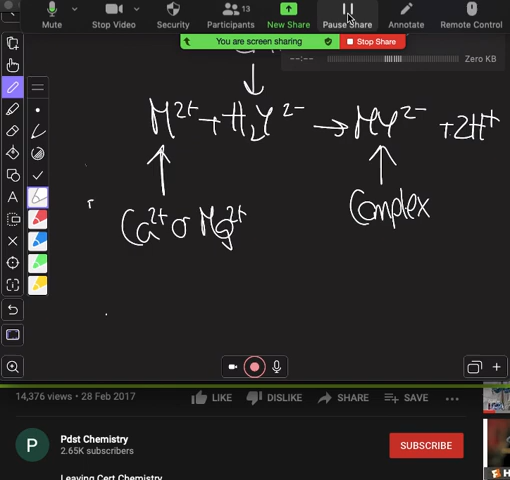 13
Mute
Stop Video
Security
Participants
New Share
Pause Share
Annotate
Remote Control
You are screen sharing
Stop Share
--:--
Zero KB
M2+ + H2Y2- → MY2- + 2H+
Ca2+ or Mg2+
Complex
14,376 views • 28 Feb 2017
LIKE
DISLIKE
SHARE
SAVE
P
Pdst Chemistry
2.65K subscribers
SUBSCRIBE
Leaving Cert Chemistry